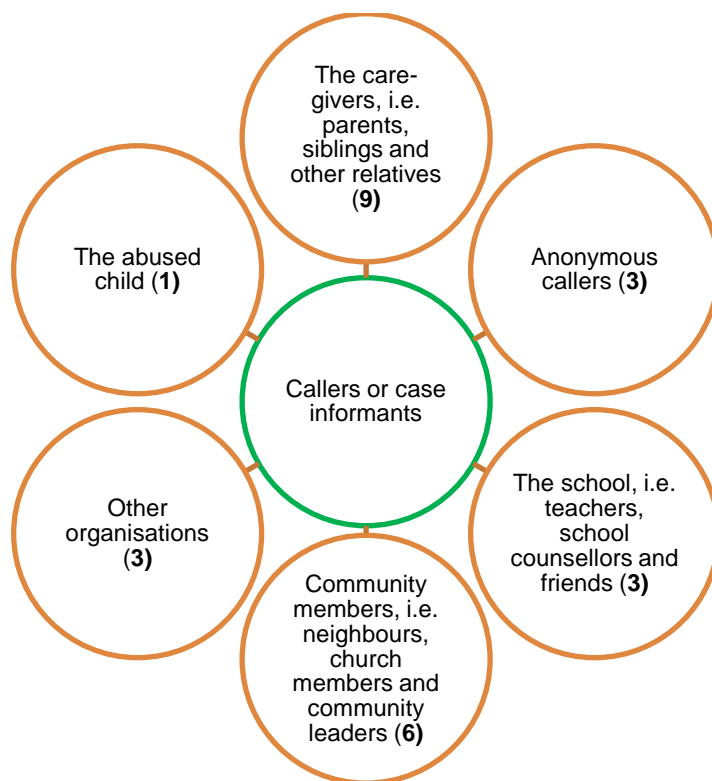 The care-
givers, i.e.
parents,
siblings and
other relatives
(9)
The abused
child (1)
Anonymous
callers (3)
Callers or case
informants
Other
organisations
(3)
The school, i.e.
teachers,
school
counsellors and
friends (3)
Community
members, i.e.
neighbours,
church
members and
community
leaders (6)